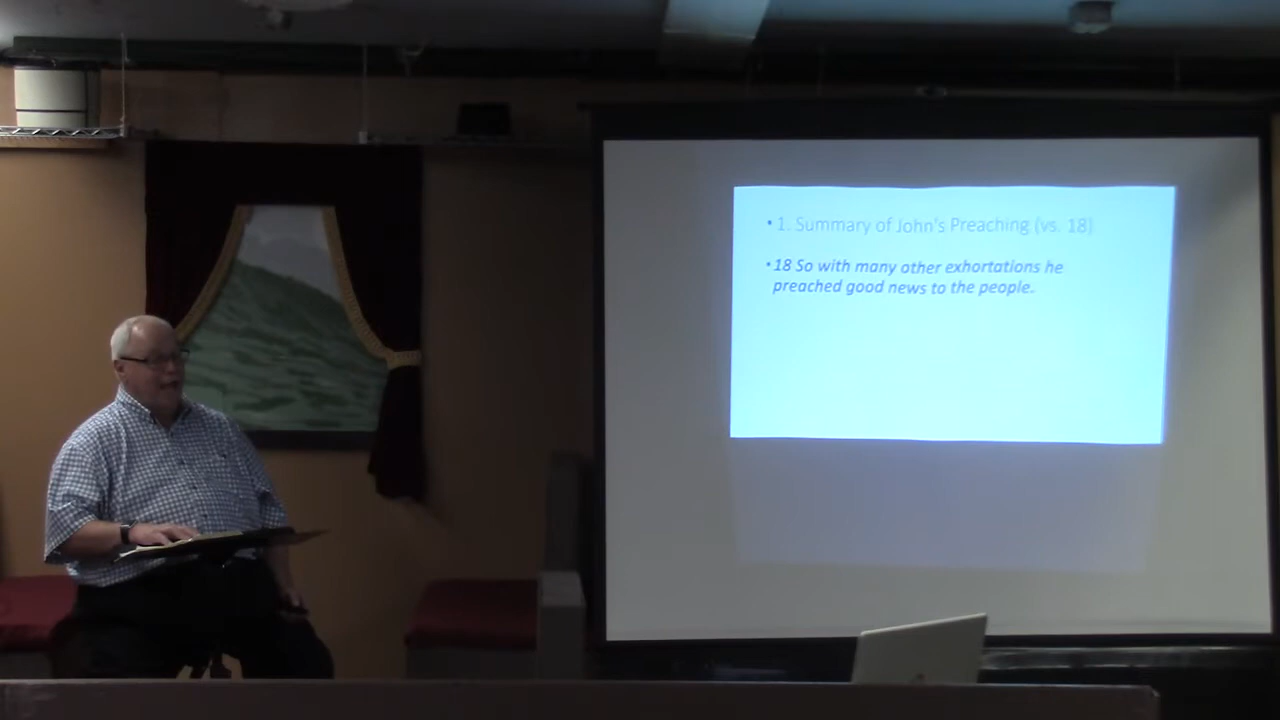 • 1. Summary of John's Preaching (vs. 18)
• 18 So with many other exhortations he
preached good news to the people.